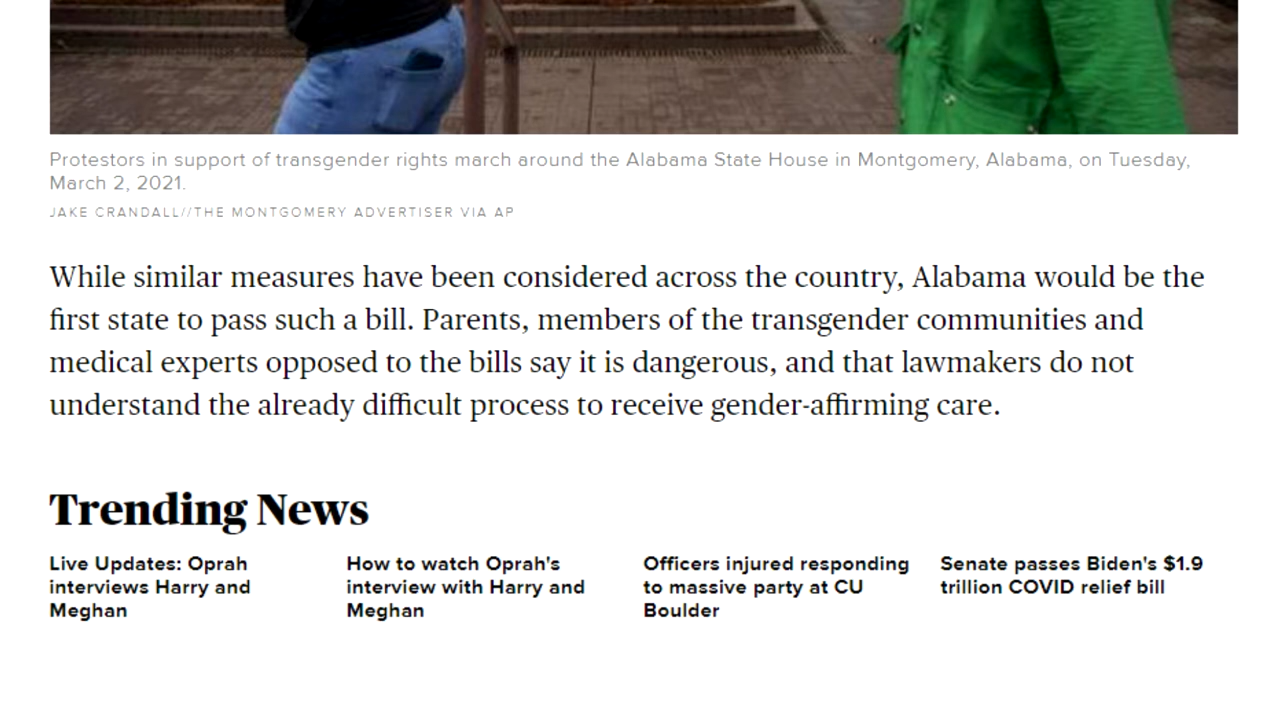 Protestors in support of transgender rights march around the Alabama State House in Montgomery, Alabama, on Tuesday,
March 2, 2021.
JAKE CRANDALL//THE MONTGOMERY ADVERTISER VIA AP
While similar measures have been considered across the country, Alabama would be the
first state to pass such a bill. Parents, members of the transgender communities and
medical experts opposed to the bills say it is dangerous, and that lawmakers do not
understand the already difficult process to receive gender-affirming care.
Trending News
Live Updates: Oprah
interviews Harry and
Meghan
How to watch Oprah's
interview with Harry and
Meghan
Officers injured responding
to massive party at CU
Boulder
Senate passes Biden's $1.9
trillion COVID relief bill